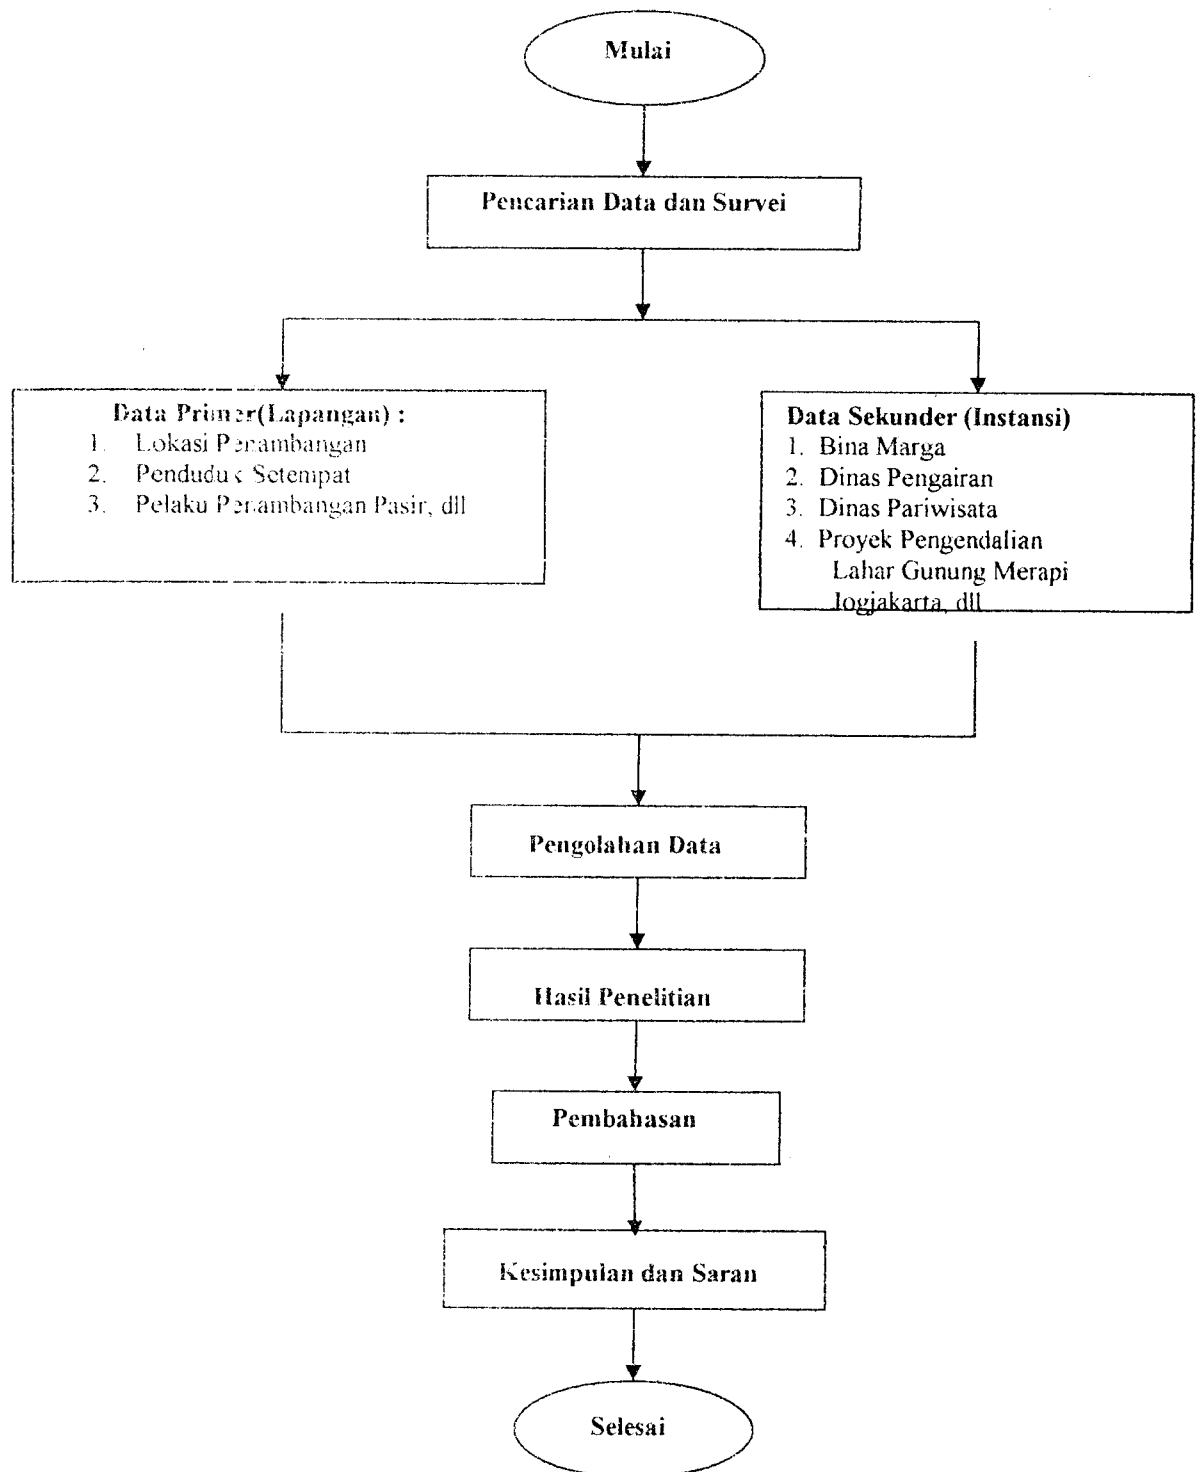 Mulai
Pencarian Data dan Survei
Data Primer(Lapangan) :
1. Lokasi Penambangan
2. Penduduk Setempat
3. Pelaku Penambangan Pasir, dll
Data Sekunder (Instansi)
1. Bina Marga
2. Dinas Pengairan
3. Dinas Pariwisata
4. Proyek Pengendalian
Lahar Gunung Merapi
Jogjakarta, dll
Pengolahan Data
Hasil Penelitian
Pembahasan
Kesimpulan dan Saran
Selesai